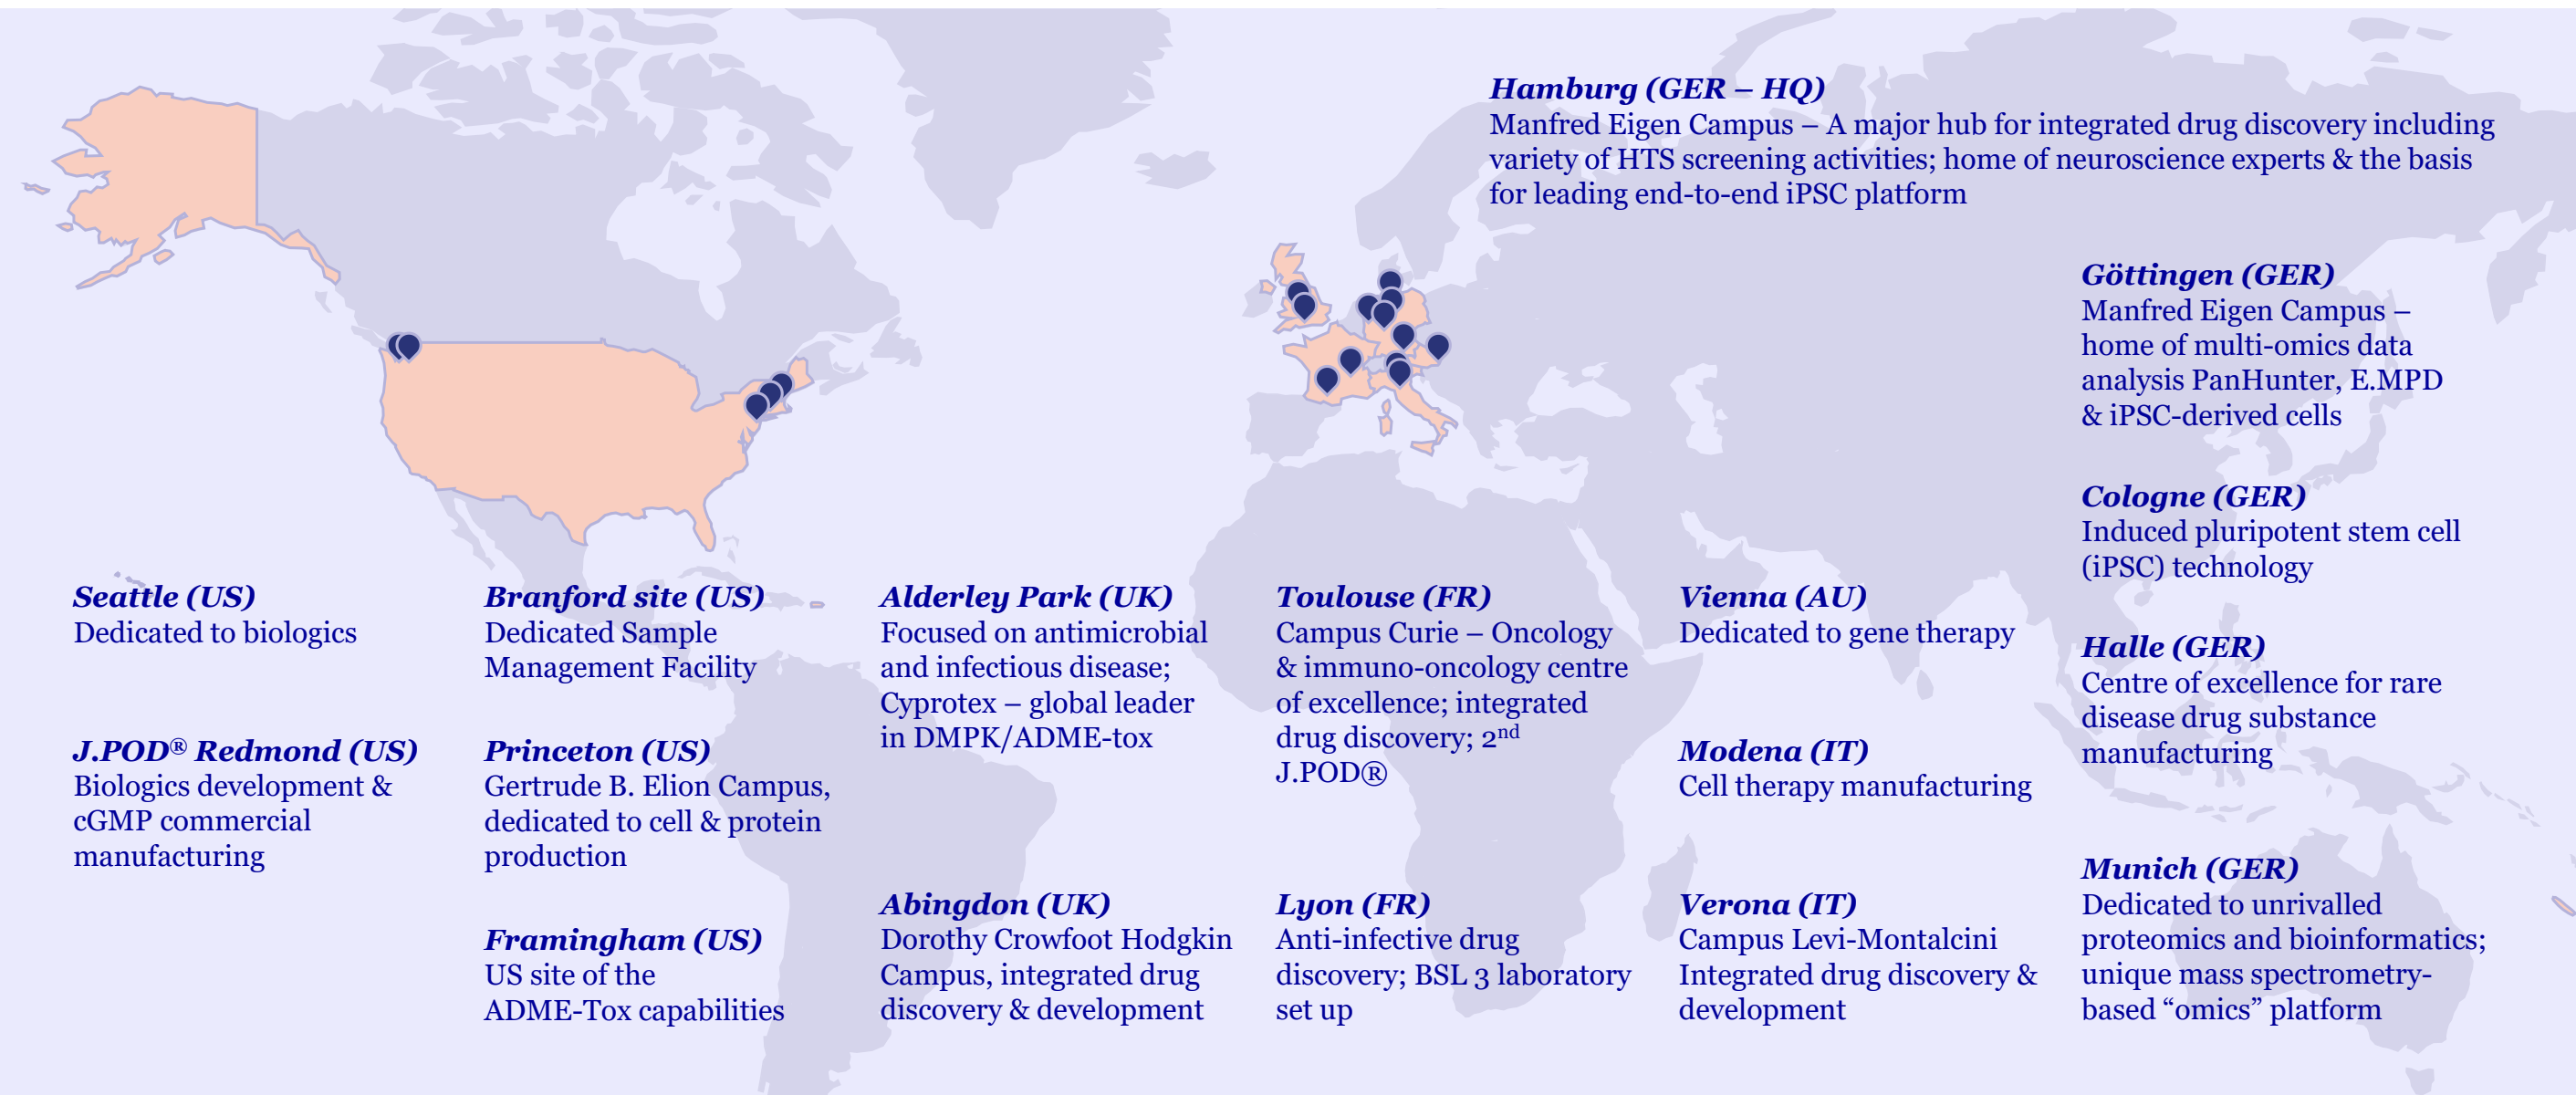 Hamburg (GER – HQ)
Manfred Eigen Campus – A major hub for integrated drug discovery including
variety of HTS screening activities; home of neuroscience experts & the basis
for leading end-to-end iPSC platform
Göttingen (GER)
Manfred Eigen Campus –
home of multi-omics data
analysis PanHunter, E.MPD
& iPSC-derived cells
Cologne (GER)
Induced pluripotent stem cell
(iPSC) technology
Halle (GER)
Centre of excellence for rare
disease drug substance
manufacturing
Munich (GER)
Dedicated to unrivalled
proteomics and bioinformatics;
unique mass spectrometry-
based “omics” platform
Seattle (US)
Dedicated to biologics
J.POD® Redmond (US)
Biologics development &
cGMP commercial
manufacturing
Branford site (US)
Dedicated Sample
Management Facility
Princeton (US)
Gertrude B. Elion Campus,
dedicated to cell & protein
production
Framingham (US)
US site of the
ADME-Tox capabilities
Alderley Park (UK)
Focused on antimicrobial
and infectious disease;
Cyprotex – global leader
in DMPK/ADME-tox
Abingdon (UK)
Dorothy Crowfoot Hodgkin
Campus, integrated drug
discovery & development
Toulouse (FR)
Campus Curie – Oncology
& immuno-oncology centre
of excellence; integrated
drug discovery; 2nd
J.POD®
Lyon (FR)
Anti-infective drug
discovery; BSL 3 laboratory
set up
Vienna (AU)
Dedicated to gene therapy
Modena (IT)
Cell therapy manufacturing
Verona (IT)
Campus Levi-Montalcini
Integrated drug discovery &
development